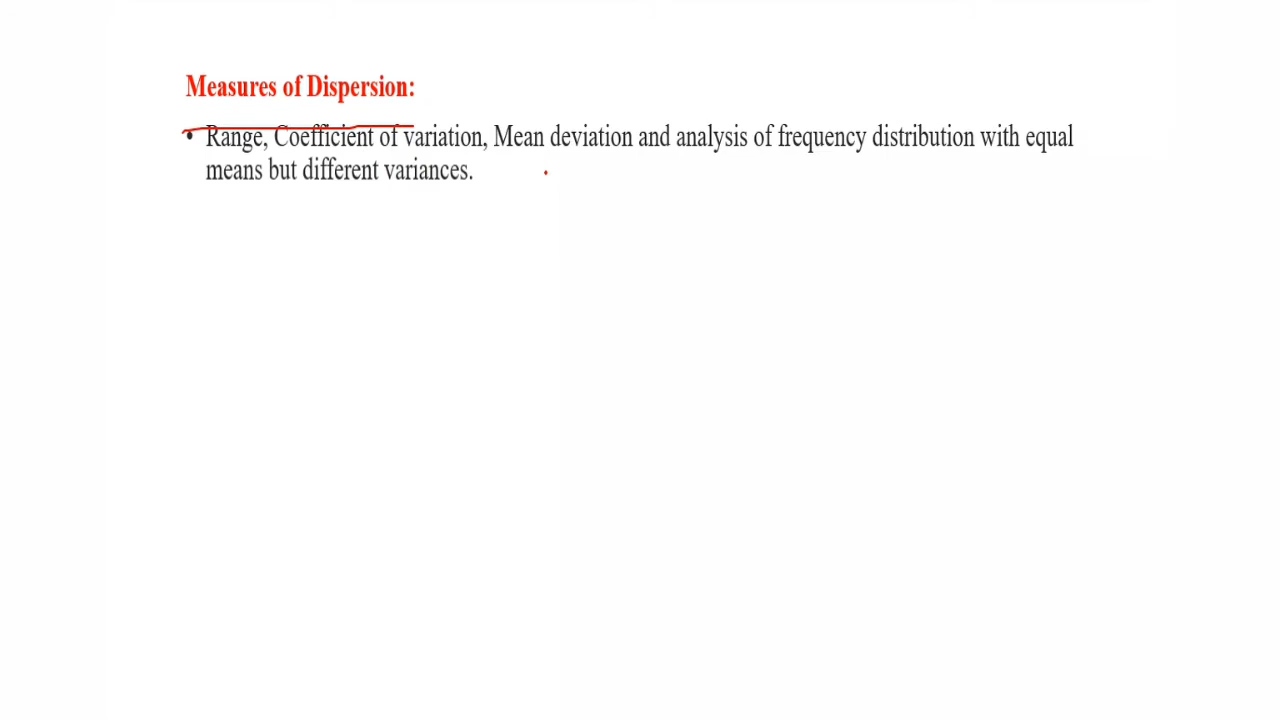 Measures of Dispersion:
• Range, Coefficient of variation, Mean deviation and analysis of frequency distribution with equal
means but different variances.